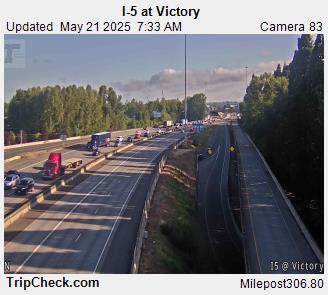 I-5 at Victory
Updated May 21 2025 7:33 AM Camera 83
N
I5 @ Victory
TripCheck.com Milepost306.80